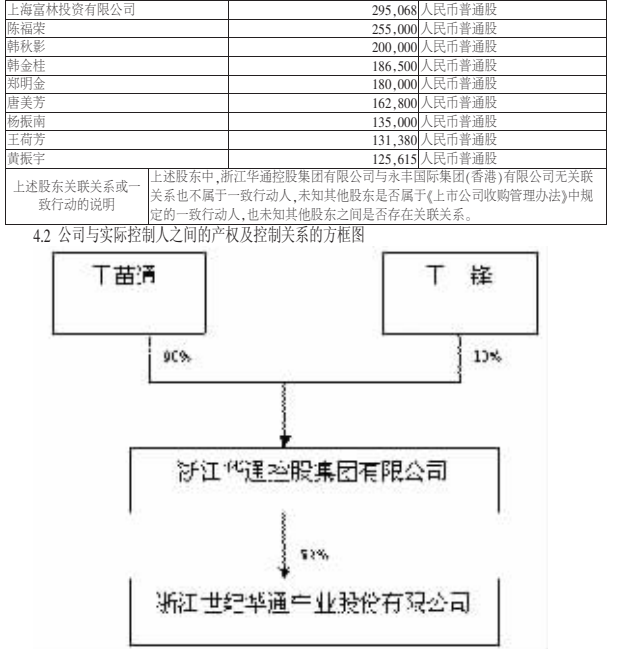 上海富林投资有限公司 295,068 人民币普通股
陈福荣 255,000 人民币普通股
韩秋影 200,000 人民币普通股
韩金桂 186,500 人民币普通股
郑明金 180,000 人民币普通股
唐美芳 162,800 人民币普通股
杨振南 135,000 人民币普通股
王荷芳 131,380 人民币普通股
黄振宇 125,615 人民币普通股
上述股东关联关系或一
致行动的说明
上述股东中,浙江华通控股集团有限公司与永丰国际集团(香港)有限公司无关联
关系也不属于一致行动人,未知其他股东是否属于《上市公司收购管理办法》中规
定的一致行动人,也未知其他股东之间是否存在关联关系。
4.2 公司与实际控制人之间的产权及控制关系的方框图
王苗通
王 锋
90%
10%
浙江华通控股集团有限公司
浙江世纪华通车业股份有限公司